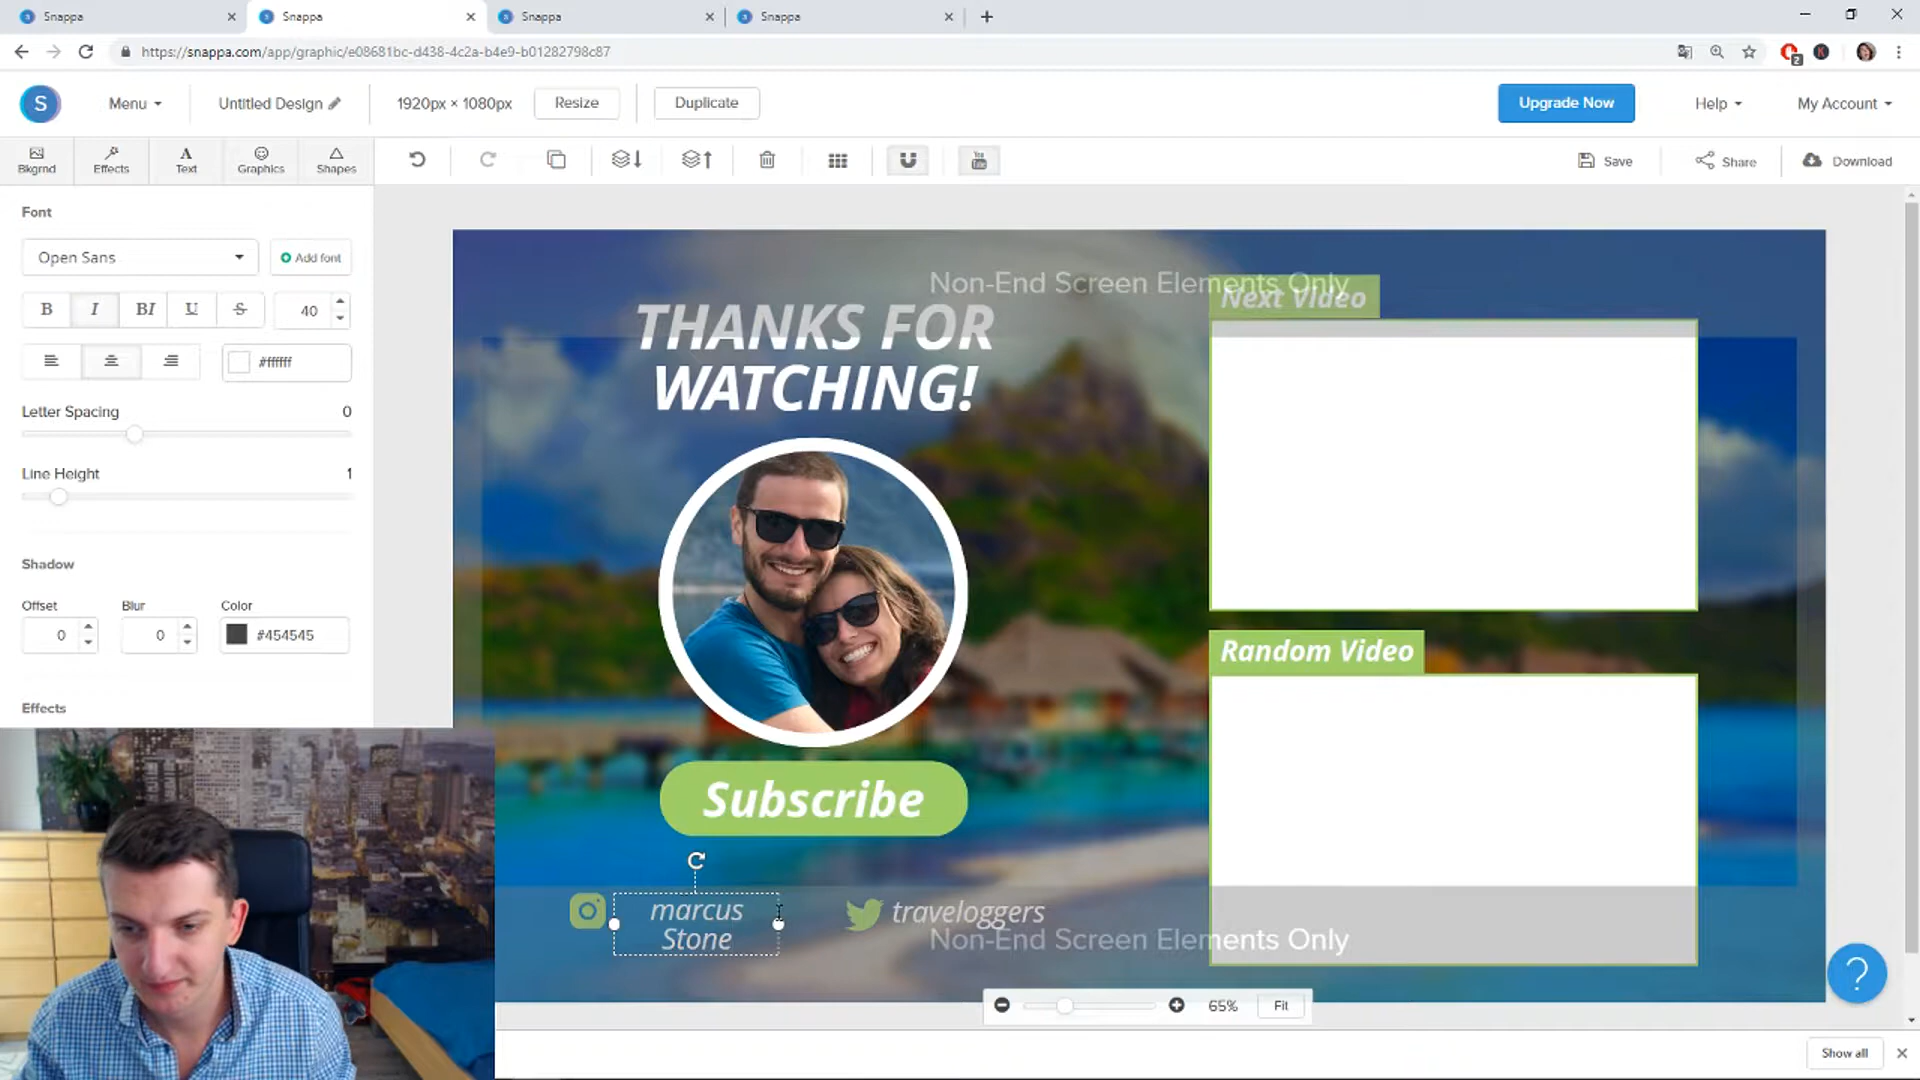 Snappa
Snappa
Snappa
Snappa
https://snappa.com/app/graphic/e08681bc-d438-4c2a-b4e9-b01282798c87
2
K
S
Menu
Untitled Design
1920px × 1080px
Resize
Duplicate
Upgrade Now
Help
My Account
Bkgrnd
Effects
Text
Graphics
Shapes
You
Tube
Save
Share
Download
Font
Open Sans
Add font
B
I
BI
U
S
40
#ffffff
Letter Spacing
0
Line Height
1
Shadow
Offset
Blur
Color
0
0
#454545
Effects
Non-End Screen Elements Only
THANKS FOR
WATCHING!
Next Video
Random Video
Subscribe
marcus
Stone
traveloggers
Non-End Screen Elements Only
65%
Fit
?
Show all